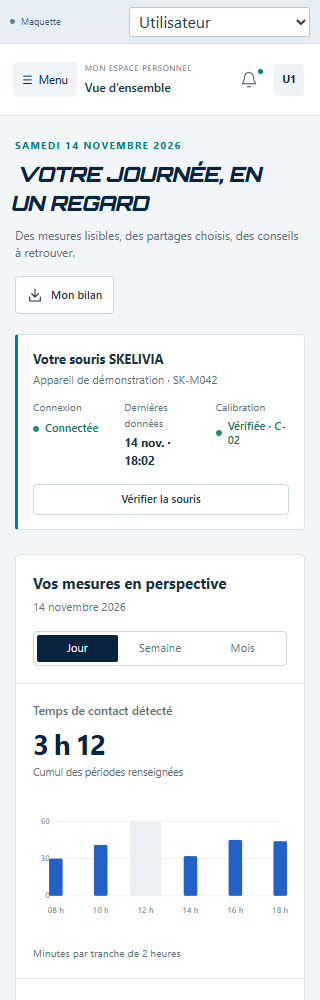 Maquette
Utilisateur
☰ Menu
MON ESPACE PERSONNEL
Vue d’ensemble
U1
SAMEDI 14 NOVEMBRE 2026
VOTRE JOURNÉE, EN
UN REGARD
Des mesures lisibles, des partages choisis, des conseils
à retrouver.
Mon bilan
Votre souris SKELIVIA
Appareil de démonstration · SK-M042
Connexion
Connectée
Dernières
données
14 nov. ·
18:02
Calibration
Vérifiée · C-
02
Vérifier la souris
Vos mesures en perspective
14 novembre 2026
Jour
Semaine
Mois
Temps de contact détecté
3 h 12
Cumul des périodes renseignées
60
30
0
08 h
10 h
12 h
14 h
16 h
18 h
Minutes par tranche de 2 heures